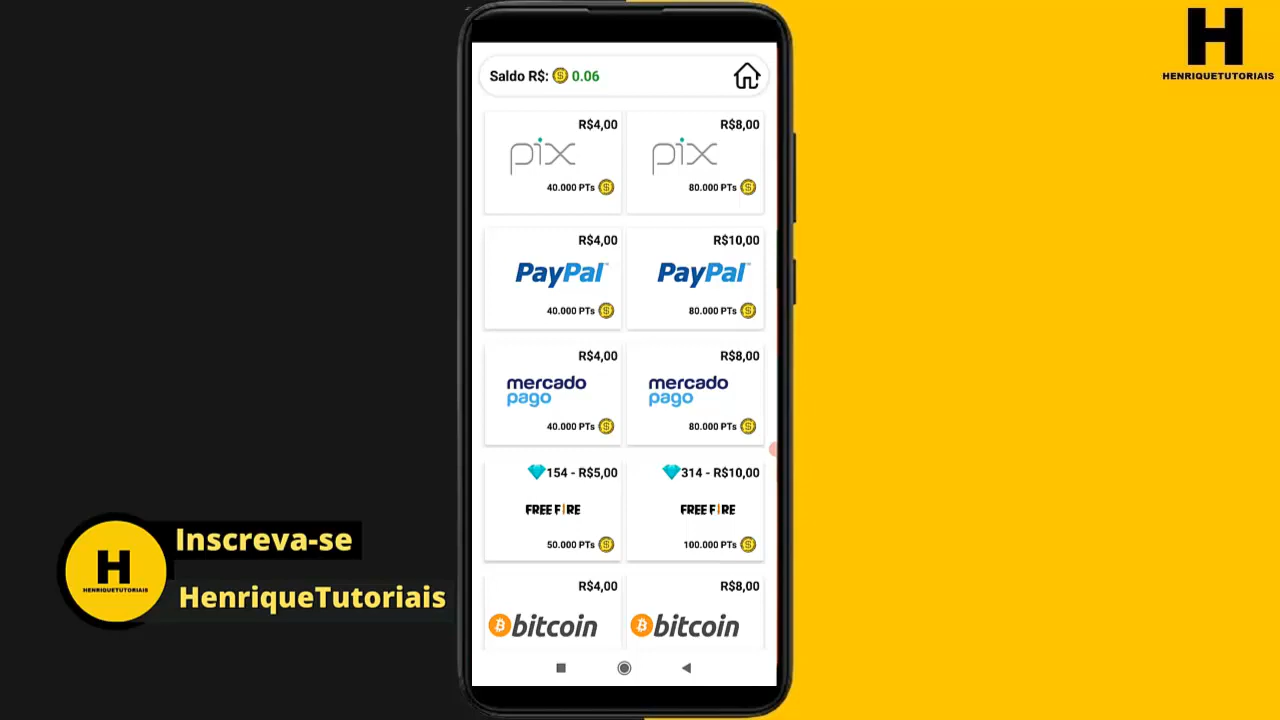 H
HENRIQUETUTORIAIS
Saldo R$: 0.06
R$4,00 R$8,00
pix pix
40.000 PTs 80.000 PTs
R$4,00 R$10,00
PayPal™ PayPal™
40.000 PTs 80.000 PTs
R$4,00 R$8,00
mercado mercado
pago pago
40.000 PTs 80.000 PTs
154 - R$5,00 314 - R$10,00
FREE FIRE FREE FIRE
50.000 PTs 100.000 PTs
R$4,00 R$8,00
bitcoin bitcoin
Inscreva-se
H
HENRIQUETUTORIAIS
HenriqueTutoriais